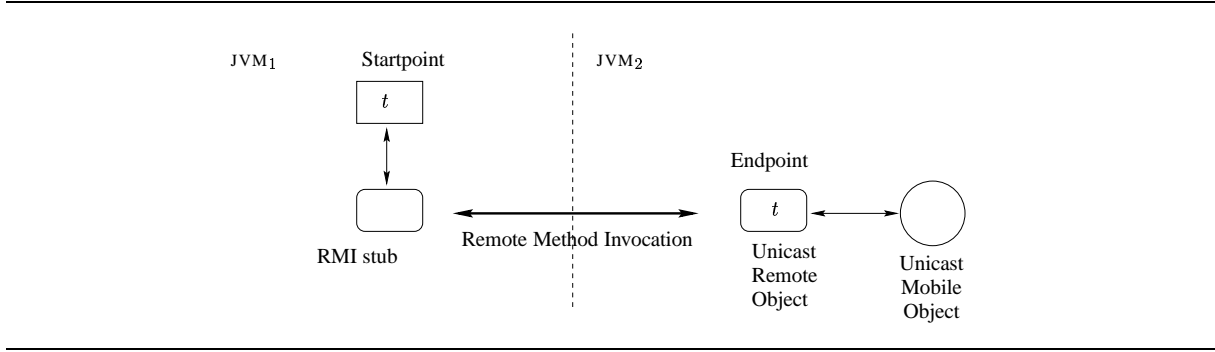 JVM1
Startpoint
JVM2
t
Endpoint
t
Remote Method Invocation
RMI stub
Unicast
Remote
Object
Unicast
Mobile
Object